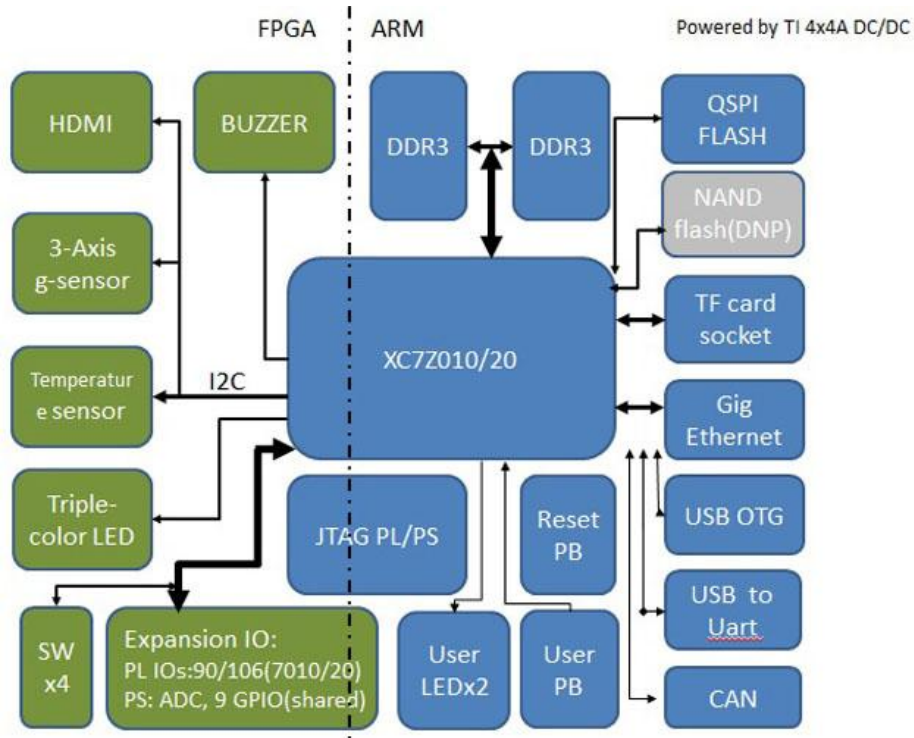 FPGA
ARM
Powered by TI 4x4A DC/DC
HDMI
BUZZER
DDR3
DDR3
QSPI
FLASH
NAND
flash(DNP)
3-Axis
g-sensor
TF card
socket
XC7Z010/20
Temperatur
e sensor
I2C
Gig
Ethernet
Triple-
color LED
JTAG PL/PS
Reset
PB
USB OTG
SW
x4
Expansion IO:
PL IOs:90/106(7010/20)
PS: ADC, 9 GPIO(shared)
User
LEDx2
User
PB
USB to
Uart
CAN